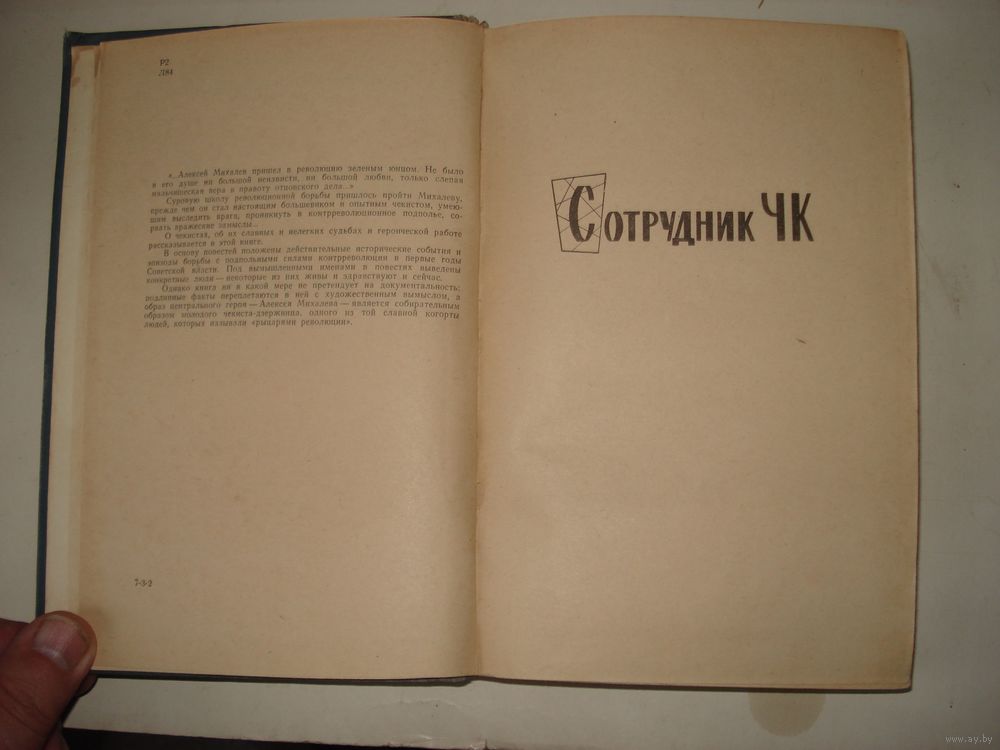 Р2
Л84
«...Алексей Михалев пришел в революцию зеленым юнцом. Не было
в его душе ни большой ненависти, ни большой любви, только слепая
мальчишеская вера в правоту отцовского дела...»
Суровую школу революционной борьбы пришлось пройти Михалеву,
прежде чем он стал настоящим большевиком и опытным чекистом, умею-
щим выследить врага, проникнуть в контрреволюционное подполье, со-
рвать вражеские замыслы...
О чекистах, об их славных и нелегких судьбах и героической работе
рассказывается в этой книге.
В основу повестей положены действительные исторические события и
эпизоды борьбы с подпольными силами контрреволюции в первые годы
Советской власти. Под вымышленными именами в повестях выведены
конкретные люди — некоторые из них живы и здравствуют и сейчас.
Однако книга ни в какой мере не претендует на документальность:
подлинные факты переплетаются в ней с художественным вымыслом, а
образ центрального героя — Алексея Михалева — является собирательным
образом молодого чекиста-дзержинца, одного из той славной когорты
людей, которых называли «рыцарями революции».
7-3-2
Сотрудник ЧК
www.ay.by